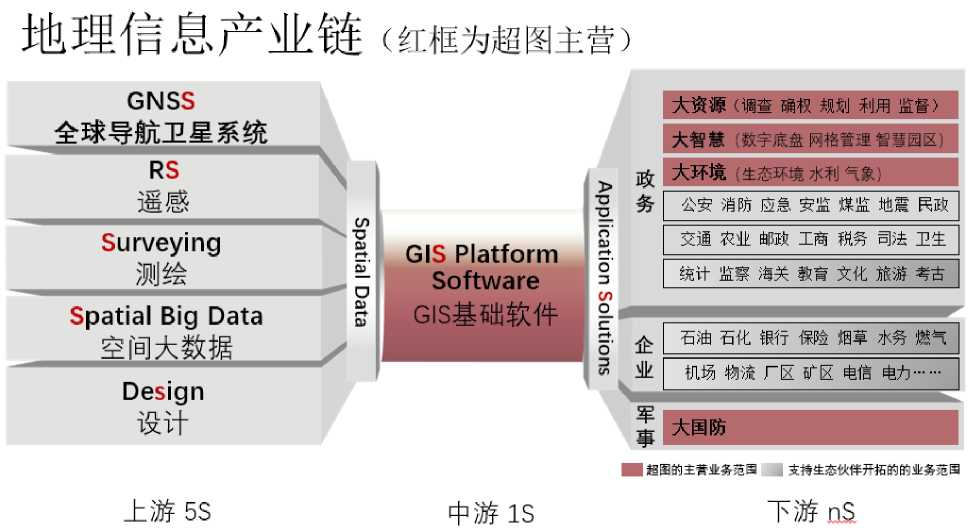 地理信息产业链（红框为超图主营）
GNSS
全球导航卫星系统
RS
遥感
Surveying
测绘
Spatial Big Data
空间大数据
Design
设计
Spatial Data
GIS Platform
Software
GIS基础软件
Application Solutions
政务
大资源（调查 确权 规划 利用 监督）
大智慧（数字底盘 网格管理 智慧园区）
大环境（生态环境 水利 气象）
公安 消防 应急 安监 煤监 地震 民政
交通 农业 邮政 工商 税务 司法 卫生
统计 监察 海关 教育 文化 旅游 考古
企业
石油 石化 银行 保险 烟草 水务 燃气
机场 物流 厂区 矿区 电信 电力……
军事
大国防
超图的主营业务范围
支持生态伙伴开拓的的业务范围
上游 5S
中游 1S
下游 nS